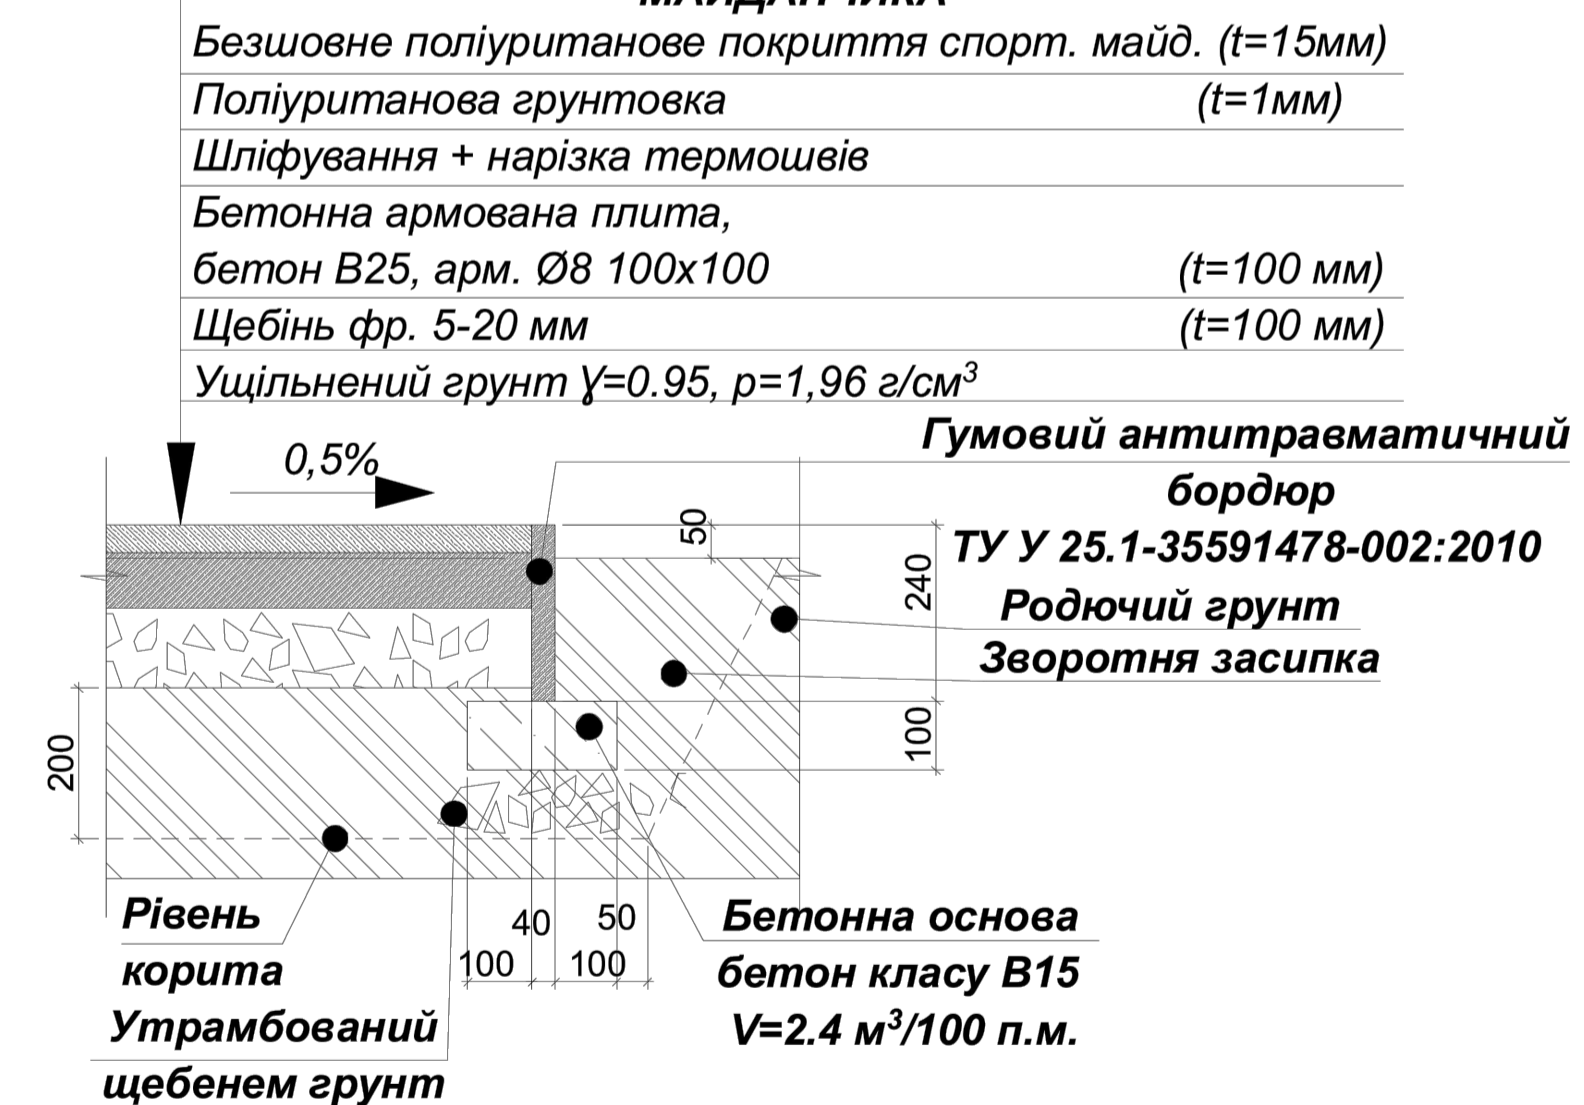 МАЙДАНЧИКА
Безшовне поліуританове покриття спорт. майд. (t=15мм)
Поліуританова грунтовка (t=1мм)
Шліфування + нарізка термошвів
Бетонна армована плита,
бетон В25, арм. Ø8 100х100 (t=100 мм)
Щебінь фр. 5-20 мм (t=100 мм)
Ущільнений грунт Ɣ=0.95, р=1,96 г/см³
Гумовий антитравматичний
бордюр
ТУ У 25.1-35591478-002:2010
Родючий грунт
Зворотня засипка
0,5%
50
240
100
200
40
50
100
100
Рівень
корита
Утрамбований
щебенем грунт
Бетонна основа
бетон класу В15
V=2.4 м³/100 п.м.